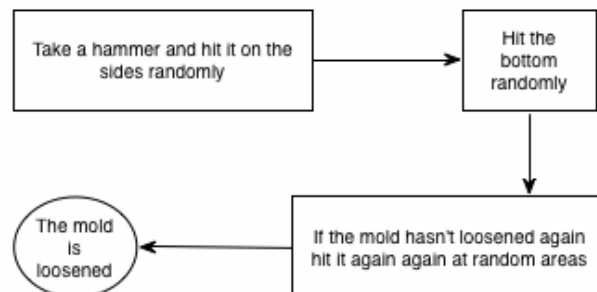 Take a hammer and hit it on the
sides randomly
Hit the
bottom
randomly
If the mold hasn't loosened again
hit it again again at random areas
The mold
is
loosened